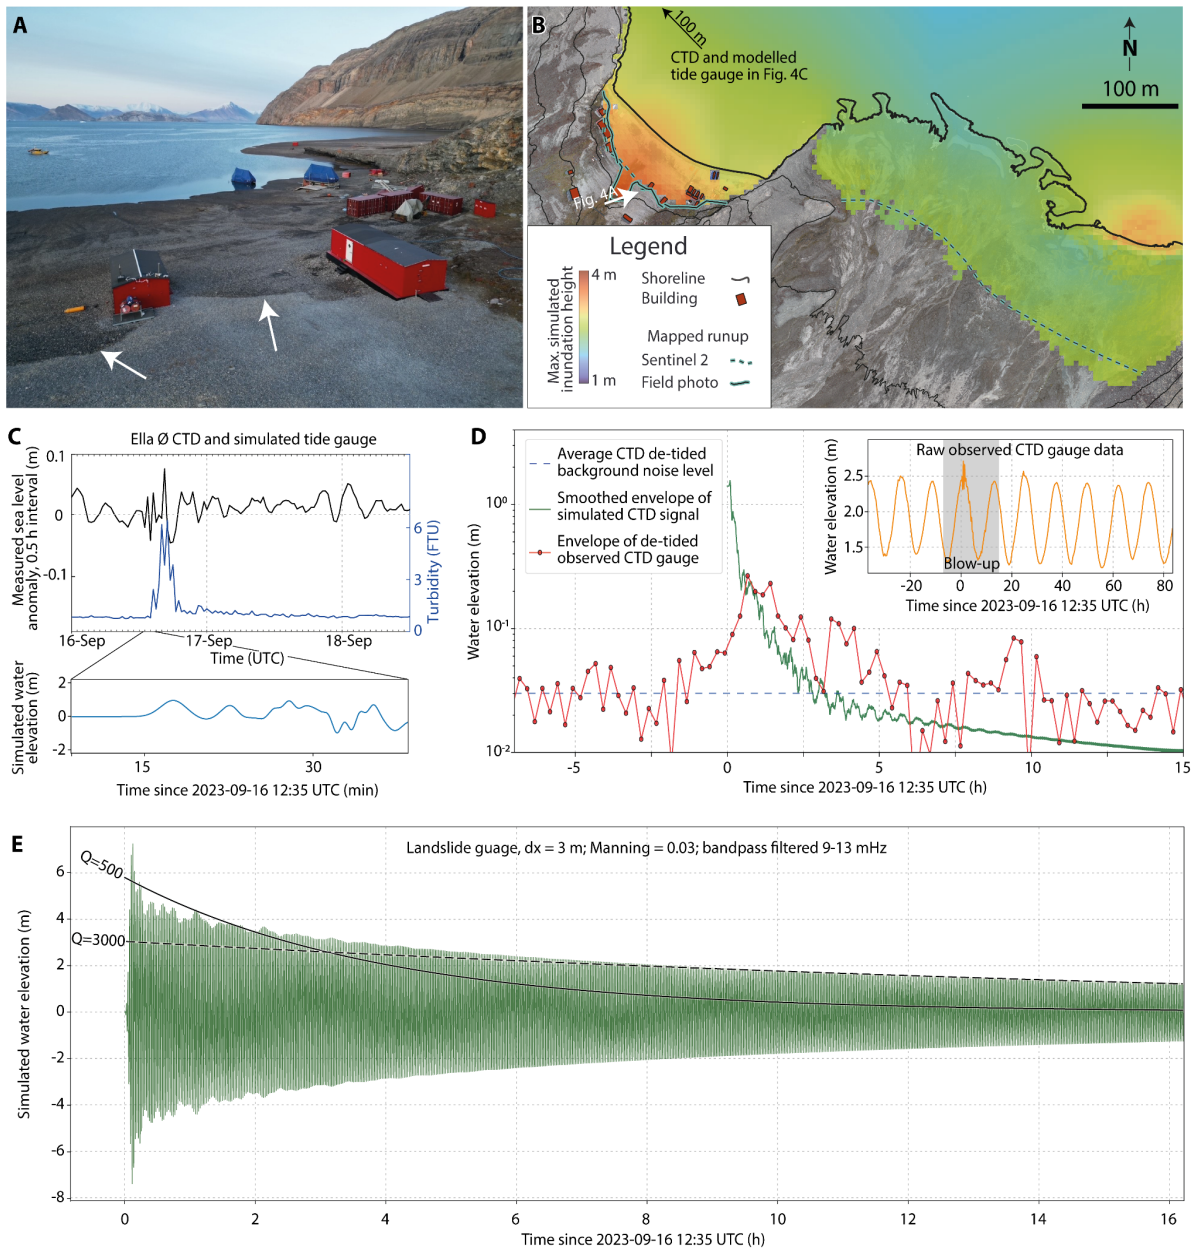 A
B
100 m
CTD and modelled
tide gauge in Fig. 4C
N
100 m
Fig. 4A
Legend
Max. simulated
inundation height
4 m
1 m
Shoreline
Building
Mapped runup
Sentinel 2
Field photo
C
Ella Ø CTD and simulated tide gauge
Measured sea level
anomaly, 0.5 h interval (m)
0.1
0
-0.1
Turbidity (FTU)
6
3
0
16-Sep
17-Sep
18-Sep
Time (UTC)
Simulated water
elevation (m)
2
0
-2
15
30
Time since 2023-09-16 12:35 UTC (min)
D
Average CTD de-tided
background noise level
Smoothed envelope of
simulated CTD signal
Envelope of de-tided
observed CTD gauge
Water elevation (m)
10⁰
10⁻¹
10⁻²
-5
0
5
10
15
Time since 2023-09-16 12:35 UTC (h)
Raw observed CTD gauge data
Water elevation (m)
2.5
2.0
1.5
Blow-up
-20
0
20
40
60
80
Time since 2023-09-16 12:35 UTC (h)
E
Landslide guage, dx = 3 m; Manning = 0.03; bandpass filtered 9-13 mHz
Q=500
Q=3000
Simulated water elevation (m)
6
4
2
0
-2
-4
-6
-8
0
2
4
6
8
10
12
14
16
Time since 2023-09-16 12:35 UTC (h)